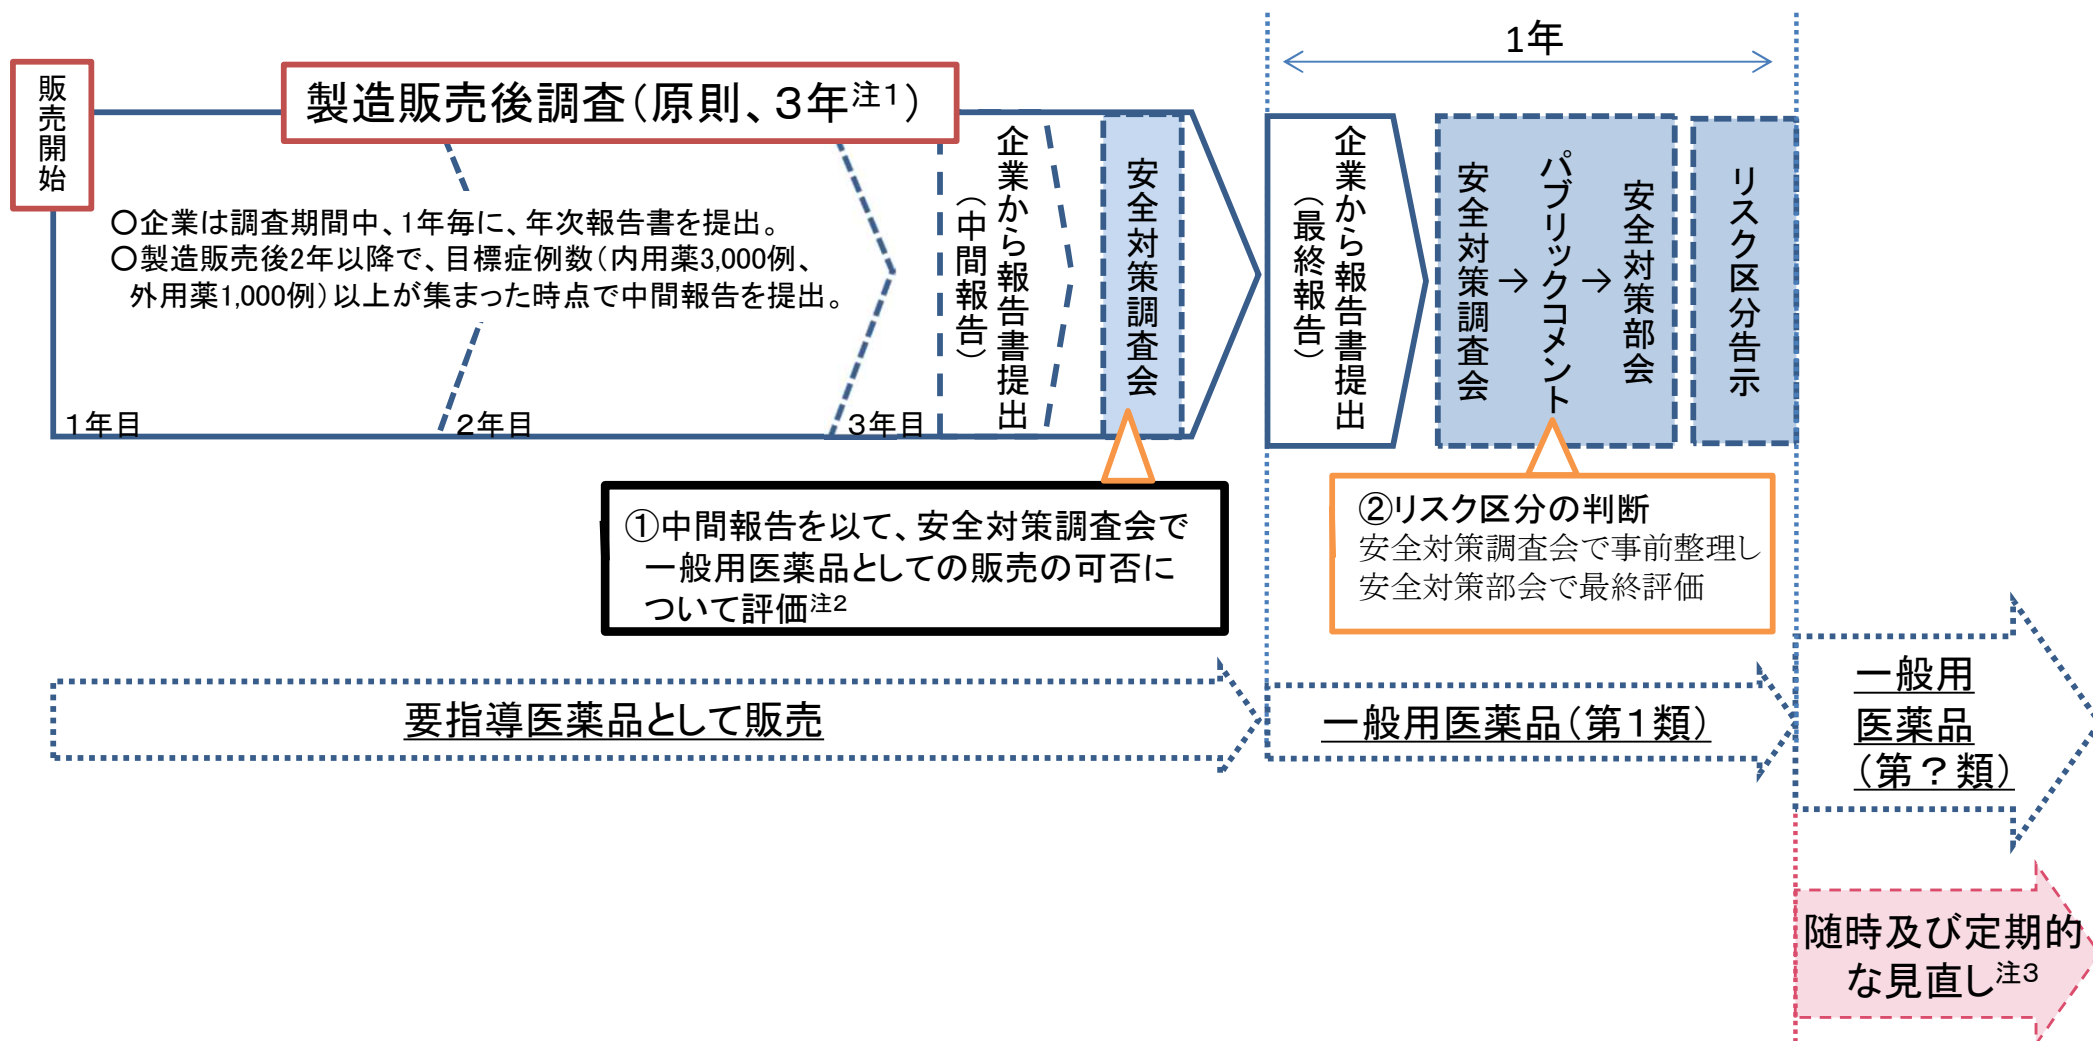 1年
販売開始
製造販売後調査（原則、３年注1）
〇企業は調査期間中、1年毎に、年次報告書を提出。
〇製造販売後2年以降で、目標症例数（内用薬3,000例、
外用薬1,000例）以上が集まった時点で中間報告を提出。
1年目
2年目
3年目
企業から報告書提出
（中間報告）
安全対策調査会
企業から報告書提出
（最終報告）
安全対策調査会
→
パブリックコメント
→
安全対策部会
リスク区分告示
①中間報告を以て、安全対策調査会で
一般用医薬品としての販売の可否に
ついて評価注2
②リスク区分の判断
安全対策調査会で事前整理し
安全対策部会で最終評価
要指導医薬品として販売
一般用医薬品（第１類）
一般用
医薬品
（第？類）
随時及び定期的
な見直し注3